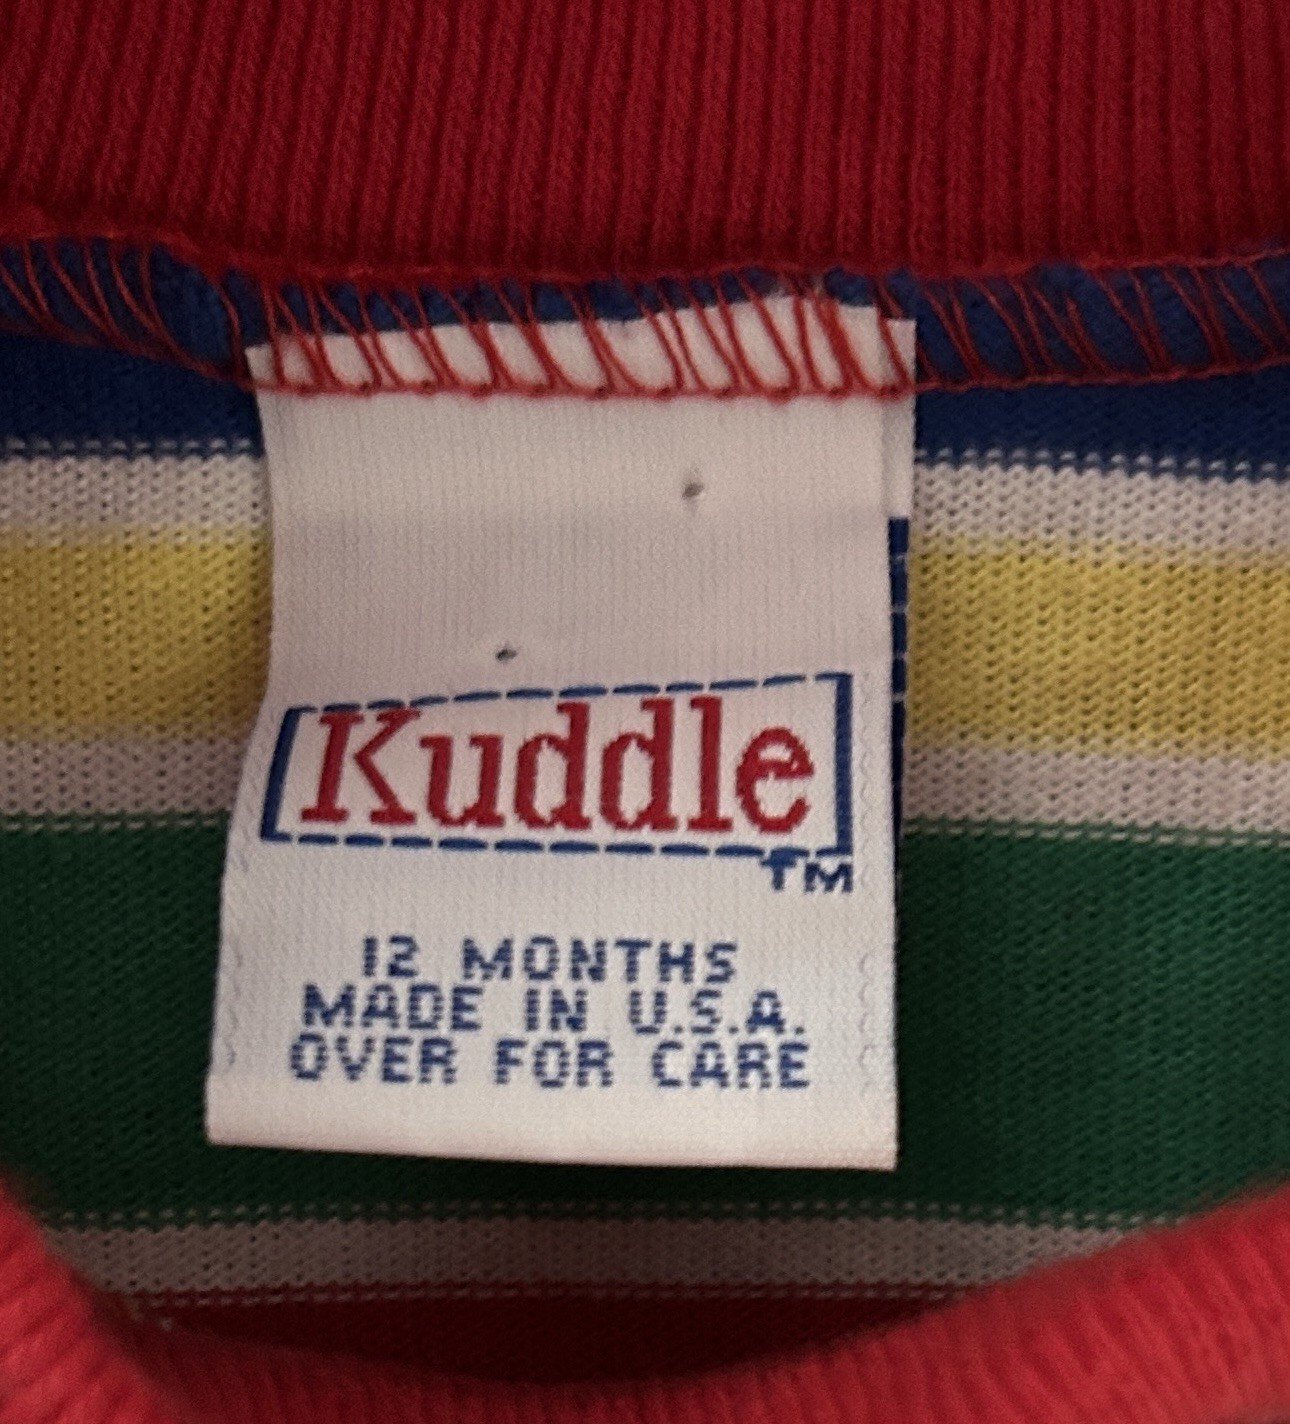 Kuddle
TM
12 MONTHS
MADE IN U.S.A.
OVER FOR CARE